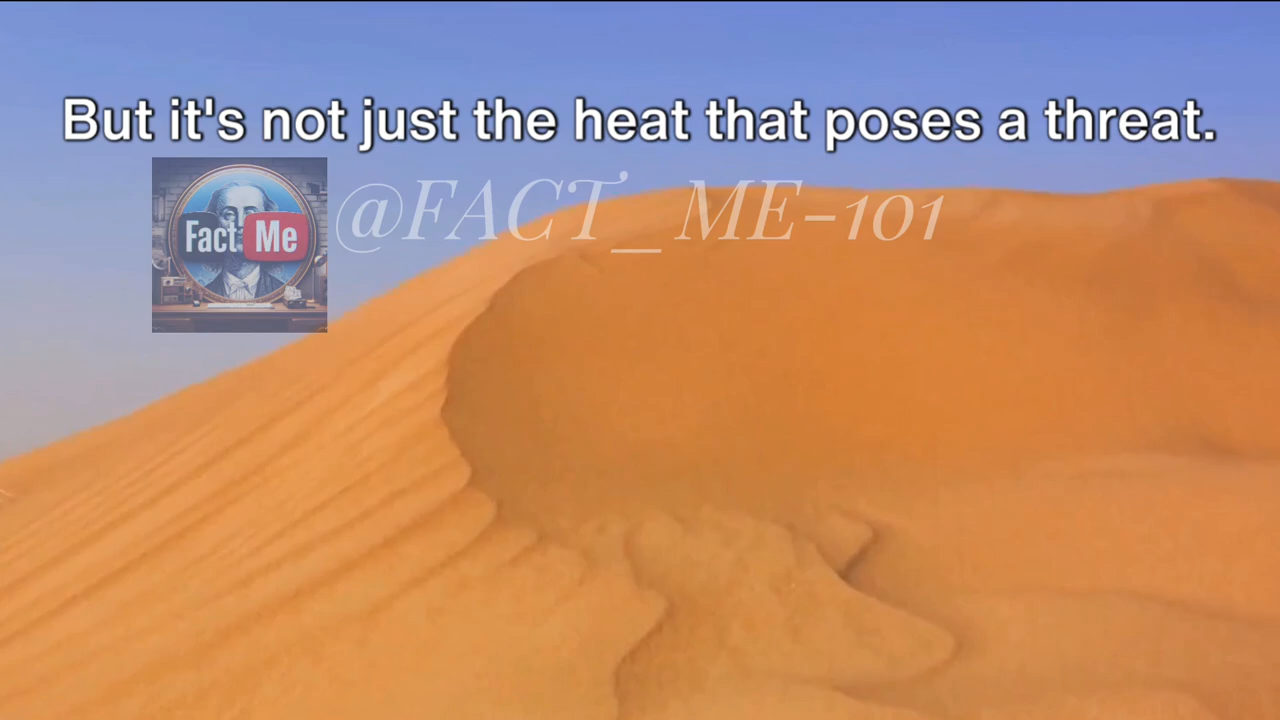 But it's not just the heat that poses a threat.
@FACT_ME-101
Fact Me